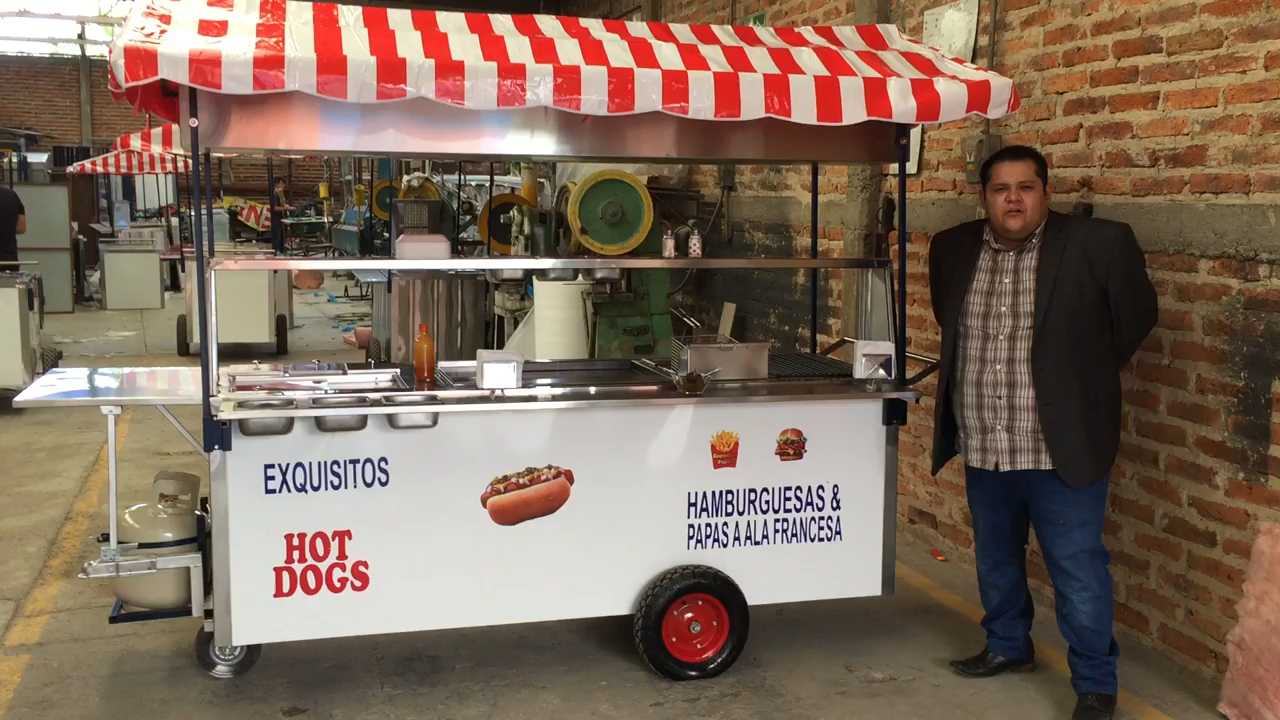 EXQUISITOS
HOT
DOGS
HAMBURGUESAS &
PAPAS A ALA FRANCESA